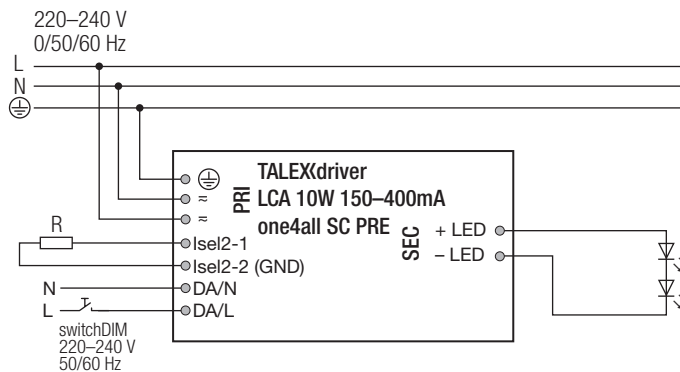 220–240 V
0/50/60 Hz
L
N
TALEXXdriver
≂ LCA 10W 150–400mA
≂ one4all SC PRE
PRI
SEC
R
+ LED
Isel2-1
– LED
Isel2-2 (GND)
N DA/N
L DA/L
switchDIM
220–240 V
50/60 Hz